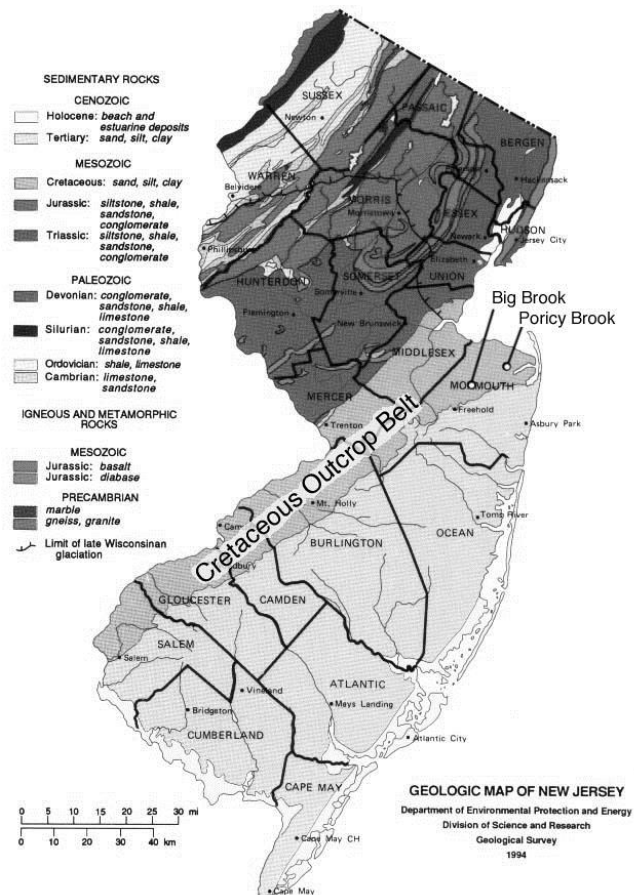 SEDIMENTARY ROCKS
CENOZOIC
Holocene: beach and
estuarine deposits
Tertiary: sand, silt, clay
MESOZOIC
Cretaceous: sand, silt, clay
Jurassic: siltstone, shale,
sandstone,
conglomerate
Triassic: siltstone, shale,
sandstone,
conglomerate
PALEOZOIC
Devonian: conglomerate,
sandstone, shale,
limestone
Silurian: conglomerate,
sandstone, shale,
limestone
Ordovician: shale, limestone
Cambrian: limestone,
sandstone
IGNEOUS AND METAMORPHIC
ROCKS
MESOZOIC
Jurassic: basalt
Jurassic: diabase
PRECAMBRIAN
marble
gneiss, granite
Limit of late Wisconsinan
glaciation
SUSSEX
Newton
PASSAIC
BERGEN
WARREN
Belvidere
Hackensack
MORRIS
Morristown
ESSEX
HUDSON
Newark
Jersey City
Phillipsburg
Elizabeth
HUNTERDON
SOMERSET
UNION
Somerville
Flemington
New Brunswick
Big Brook
Poricy Brook
MIDDLESEX
MONMOUTH
MERCER
Freehold
Trenton
Asbury Park
Cretaceous Outcrop Belt
Mt. Holly
Toms River
OCEAN
BURLINGTON
GLOUCESTER
CAMDEN
SALEM
Salem
ATLANTIC
Vineland
Mays Landing
Bridgeton
CUMBERLAND
Atlantic City
CAPE MAY
Cape May CH
Cape May
0 5 10 15 20 25 30 mi
0 10 20 30 40 km
GEOLOGIC MAP OF NEW JERSEY
Department of Environmental Protection and Energy
Division of Science and Research
Geological Survey
1994